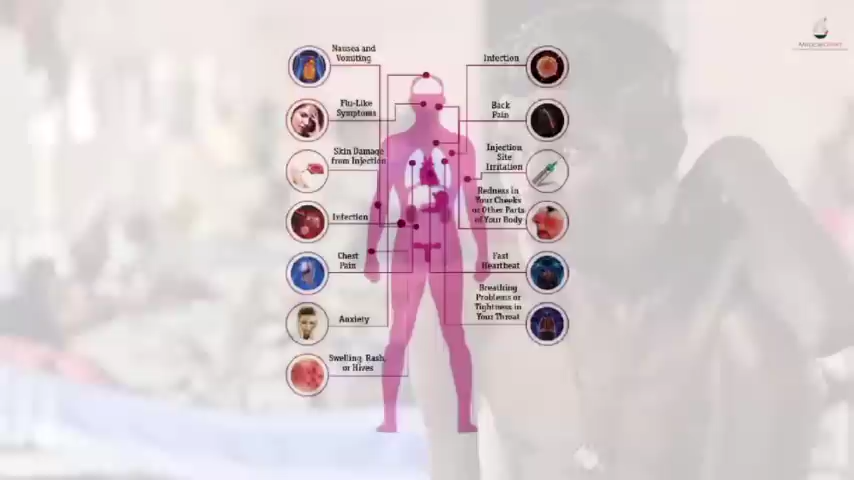 Nausea and
Vomiting
Flu-Like
Symptoms
Skin Damage
from Injection
Infection
Chest
Pain
Anxiety
Swelling, Rash,
or Hives
Infection
Back
Pain
Injection
Site
Irritation
Redness in
Your Cheeks
or Other Parts
of Your Body
Fast
Heartbeat
Breathing
Problems or
Tightness in
Your Throat